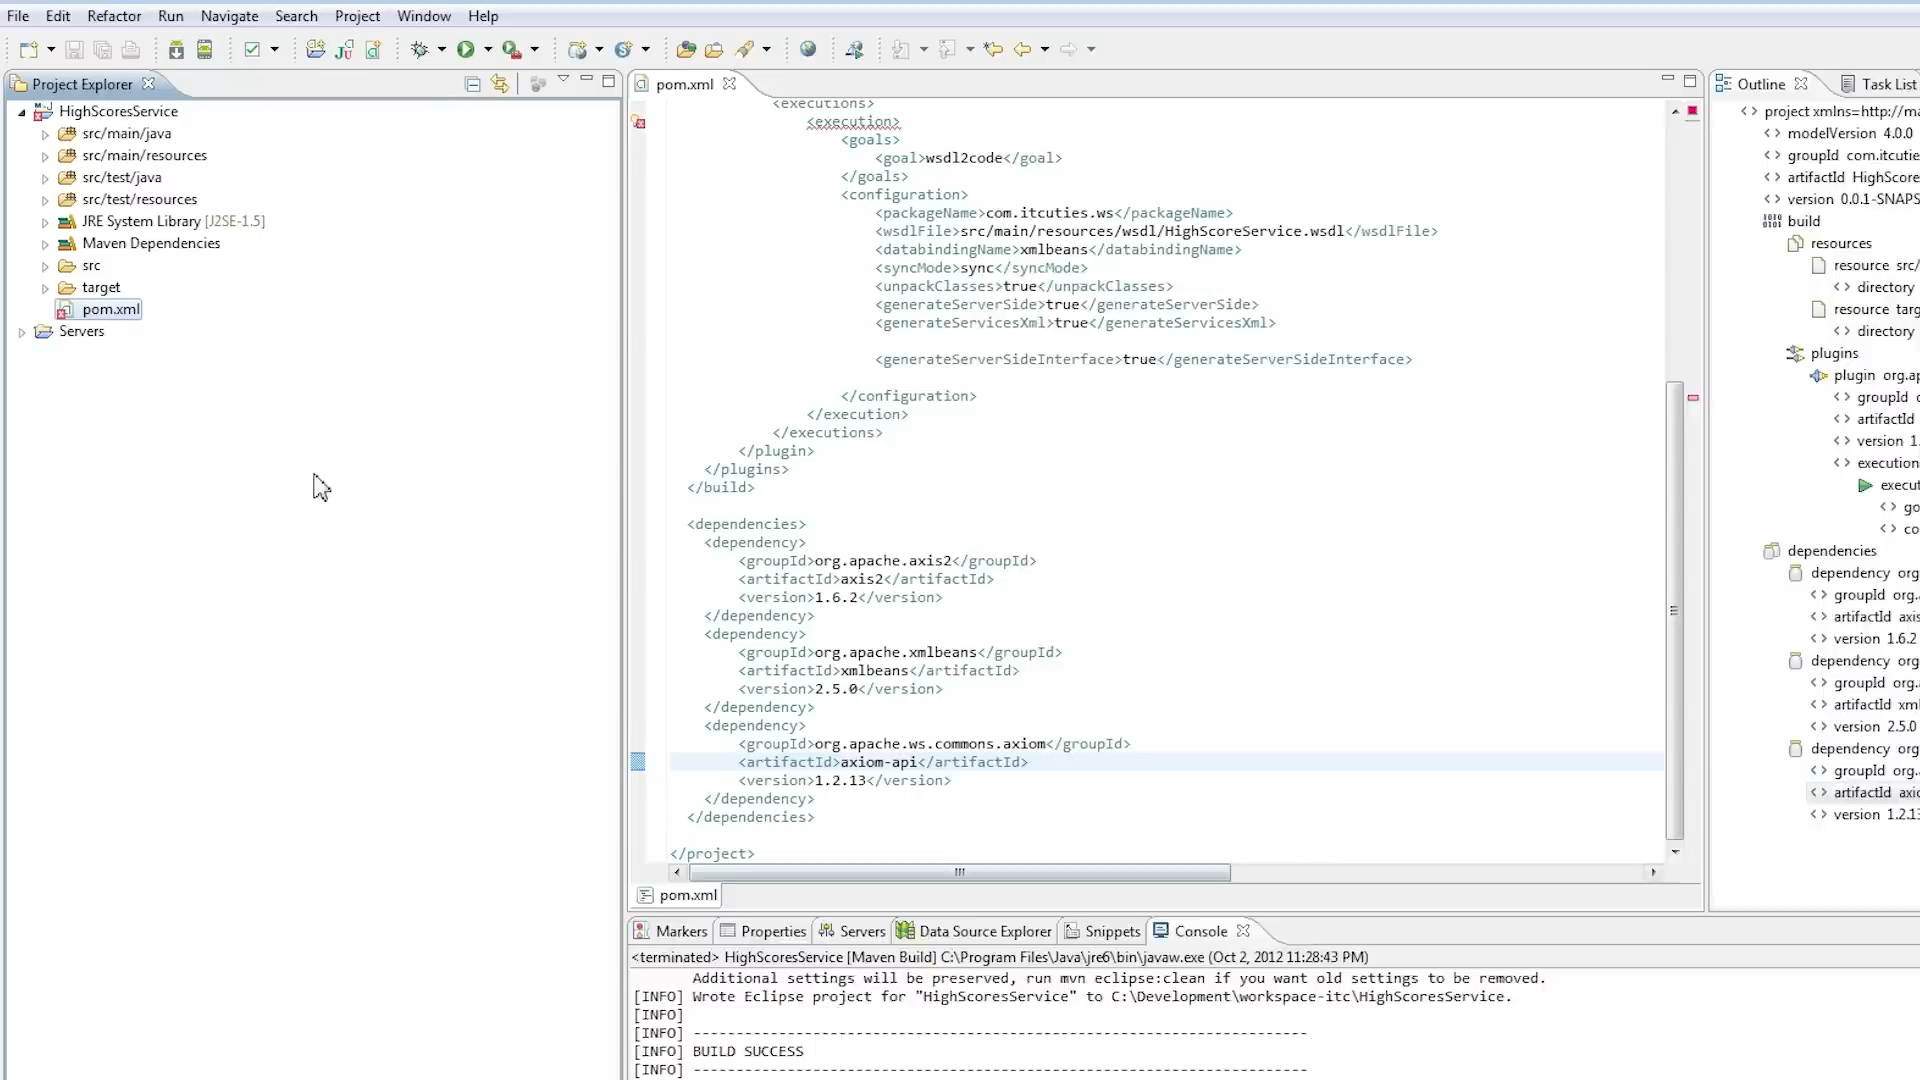 File Edit Refactor Run Navigate Search Project Window Help
Project Explorer
HighScoresService
src/main/java
src/main/resources
src/test/java
src/test/resources
JRE System Library [J2SE-1.5]
Maven Dependencies
src
target
pom.xml
Servers
pom.xml
<executions>
<execution>
<goals>
<goal>wsdl2code</goal>
</goals>
<configuration>
<packageName>com.itcuties.ws</packageName>
<wsdlFile>src/main/resources/wsdl/HighScoreService.wsdl</wsdlFile>
<databindingName>xmlbeans</databindingName>
<syncMode>sync</syncMode>
<unpackClasses>true</unpackClasses>
<generateServerSide>true</generateServerSide>
<generateServicesXml>true</generateServicesXml>
<generateServerSideInterface>true</generateServerSideInterface>
</configuration>
</execution>
</executions>
</plugin>
</plugins>
</build>
<dependencies>
<dependency>
<groupId>org.apache.axis2</groupId>
<artifactId>axis2</artifactId>
<version>1.6.2</version>
</dependency>
<dependency>
<groupId>org.apache.xmlbeans</groupId>
<artifactId>xmlbeans</artifactId>
<version>2.5.0</version>
</dependency>
<dependency>
<groupId>org.apache.ws.commons.axiom</groupId>
<artifactId>axiom-api</artifactId>
<version>1.2.13</version>
</dependency>
</dependencies>
</project>
pom.xml
Outline Task List
project xmlns=http://ma
modelVersion 4.0.0
groupId com.itcutie
artifactId HighScore
version 0.0.1-SNAPS
build
resources
resource src/
directory
resource targ
directory
plugins
plugin org.ap
groupId o
artifactId
version 1.
execution
execut
go
co
dependencies
dependency org
groupId org.
artifactId axis
version 1.6.2
dependency org
groupId org.
artifactId xml
version 2.5.0
dependency org
groupId org.
artifactId axio
version 1.2.13
Markers Properties Servers Data Source Explorer Snippets Console
<terminated> HighScoresService [Maven Build] C:\Program Files\Java\jre6\bin\javaw.exe (Oct 2, 2012 11:28:43 PM)
Additional settings will be preserved, run mvn eclipse:clean if you want old settings to be removed.
[INFO] Wrote Eclipse project for "HighScoresService" to C:\Development\workspace-itc\HighScoresService.
[INFO]
[INFO] ------------------------------------------------------------------------
[INFO] BUILD SUCCESS
[INFO] ------------------------------------------------------------------------